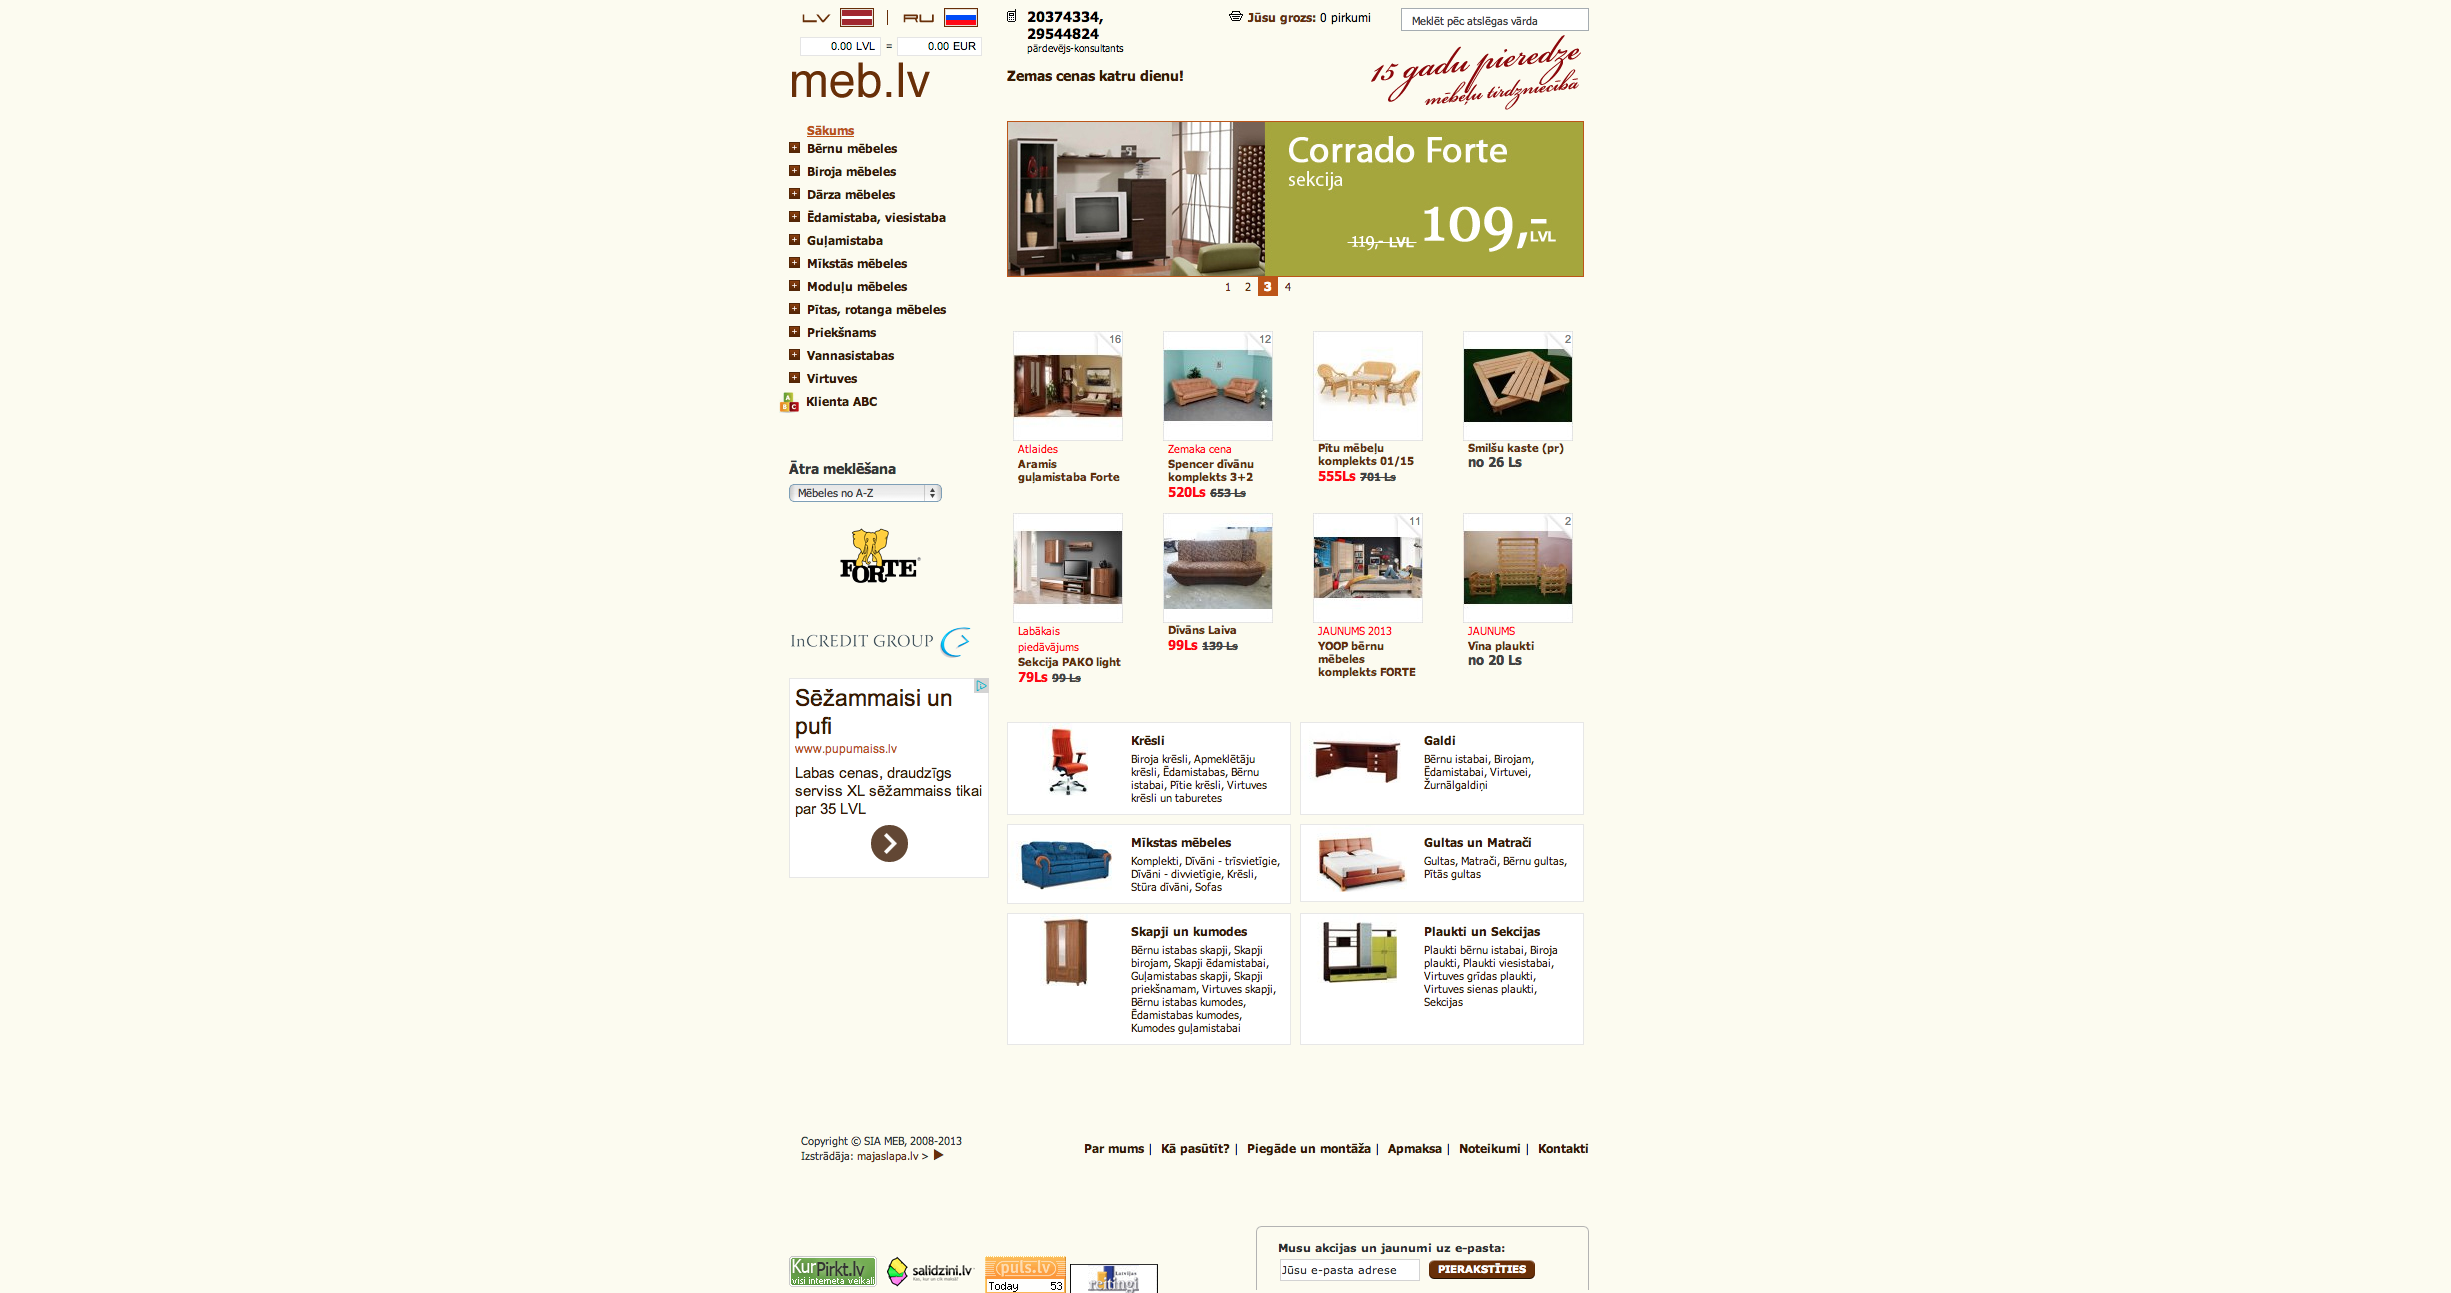 LV | RU
0.00 LVL = 0.00 EUR
meb.lv
20374334,
29544824
pārdevējs-konsultants
Zemas cenas katru dienu!
Jūsu grozs: 0 pirkumi
Meklēt pēc atslēgas vārda
15 gadu pieredze
mēbeļu tirdzniecībā
Sākums
Bērnu mēbeles
Biroja mēbeles
Dārza mēbeles
Ēdamistaba, viesistaba
Guļamistaba
Mīkstās mēbeles
Moduļu mēbeles
Pītas, rotanga mēbeles
Priekšnams
Vannasistabas
Virtuves
Klienta ABC
Ātra meklēšana
Mēbeles no A-Z
FORTE
INCREDIT GROUP
Sēžammaisi un
pufi
www.pupumaiss.lv
Labas cenas, draudzīgs
serviss XL sēžammaiss tikai
par 35 LVL
Corrado Forte
sekcija
119,- LVL 109,- LVL
1 2 3 4
16
Atlaides
Aramis
guļamistaba Forte
12
Zemaka cena
Spencer dīvānu
komplekts 3+2
520Ls 653 Ls
Pītu mēbeļu
komplekts 01/15
555Ls 701 Ls
2
Smilšu kaste (pr)
no 26 Ls
Labākais
piedāvājums
Sekcija PAKO light
79Ls 99 Ls
Dīvāns Laiva
99Ls 139 Ls
11
JAUNUMS 2013
YOOP bērnu
mēbeles
komplekts FORTE
2
JAUNUMS
Vīna plaukti
no 20 Ls
Krēsli
Biroja krēsli, Apmeklētāju
krēsli, Ēdamistabas, Bērnu
istabai, Pītie krēsli, Virtuves
krēsli un taburetes
Galdi
Bērnu istabai, Birojam,
Ēdamistabai, Virtuvei,
Žurnālgaldiņi
Mīkstas mēbeles
Komplekti, Dīvāni - trīsvietīgie,
Dīvāni - divvietīgie, Krēsli,
Stūra dīvāni, Sofas
Gultas un Matrači
Gultas, Matrači, Bērnu gultas,
Pītās gultas
Skapji un kumodes
Bērnu istabas skapji, Skapji
birojam, Skapji ēdamistabai,
Guļamistabas skapji, Skapji
priekšnamam, Virtuves skapji,
Bērnu istabas kumodes,
Ēdamistabas kumodes,
Kumodes guļamistabai
Plaukti un Sekcijas
Plaukti bērnu istabai, Biroja
plaukti, Plaukti viesistabai,
Virtuves grīdas plaukti,
Virtuves sienas plaukti,
Sekcijas
Copyright © SIA MEB, 2008-2013
Izstrādāja: majaslapa.lv >
Par mums | Kā pasūtīt? | Piegāde un montāža | Apmaksa | Noteikumi | Kontakti
KurPirkt.lv
visi interneta veikali
salidzini.lv
puls.lv
Today 53
Latvijas
reitingi
Musu akcijas un jaunumi uz e-pasta:
Jūsu e-pasta adrese
PIERAKSTĪTIES